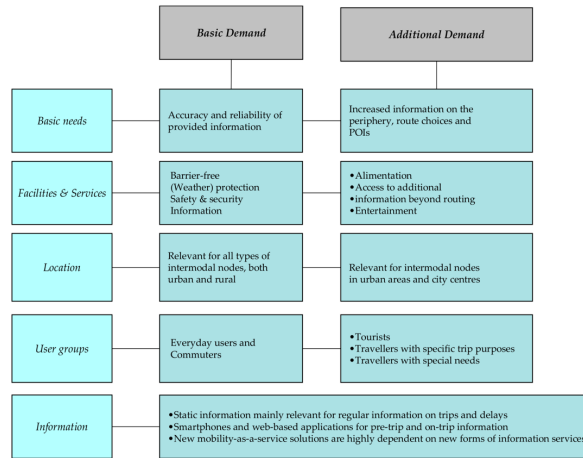 Basic Demand
Additional Demand
Basic needs
Accuracy and reliability of
provided information
Increased information on the
periphery, route choices and
POIs
Facilities & Services
Barrier-free
(Weather) protection
Safety & security
Information
•Alimentation
•Access to additional
•information beyond routing
•Entertainment
Location
Relevant for all types of
intermodal nodes, both
urban and rural
Relevant for intermodal nodes
in urban areas and city centres
User groups
Everyday users and
Commuters
•Tourists
•Travellers with specific trip purposes
•Travellers with special needs
Information
•Static information mainly relevant for regular information on trips and delays
•Smartphones and web-based applications for pre-trip and on-trip information
•New mobility-as-a-service solutions are highly dependent on new forms of information services